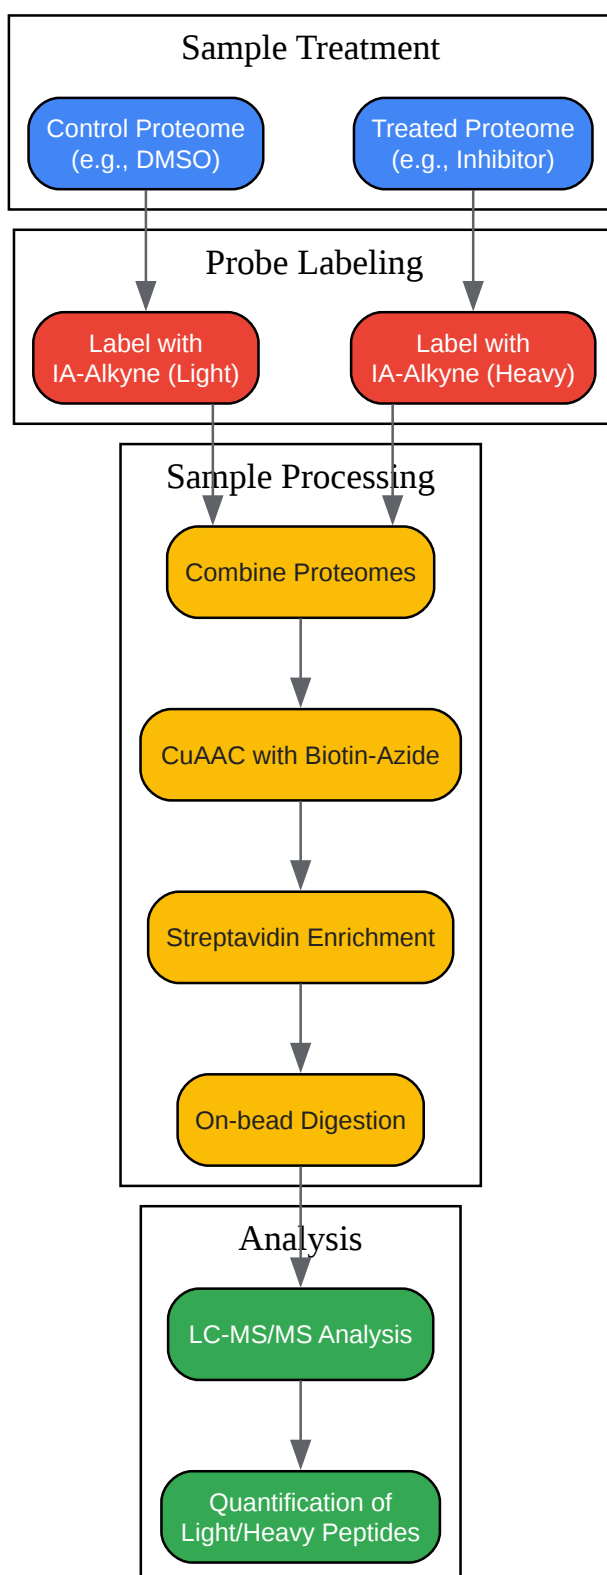 Sample Treatment
Control Proteome
(e.g., DMSO)
Treated Proteome
(e.g., Inhibitor)
Probe Labeling
Label with
IA-Alkyne (Light)
Label with
IA-Alkyne (Heavy)
Sample Processing
Combine Proteomes
CuAAC with Biotin-Azide
Streptavidin Enrichment
On-bead Digestion
Analysis
LC-MS/MS Analysis
Quantification of
Light/Heavy Peptides